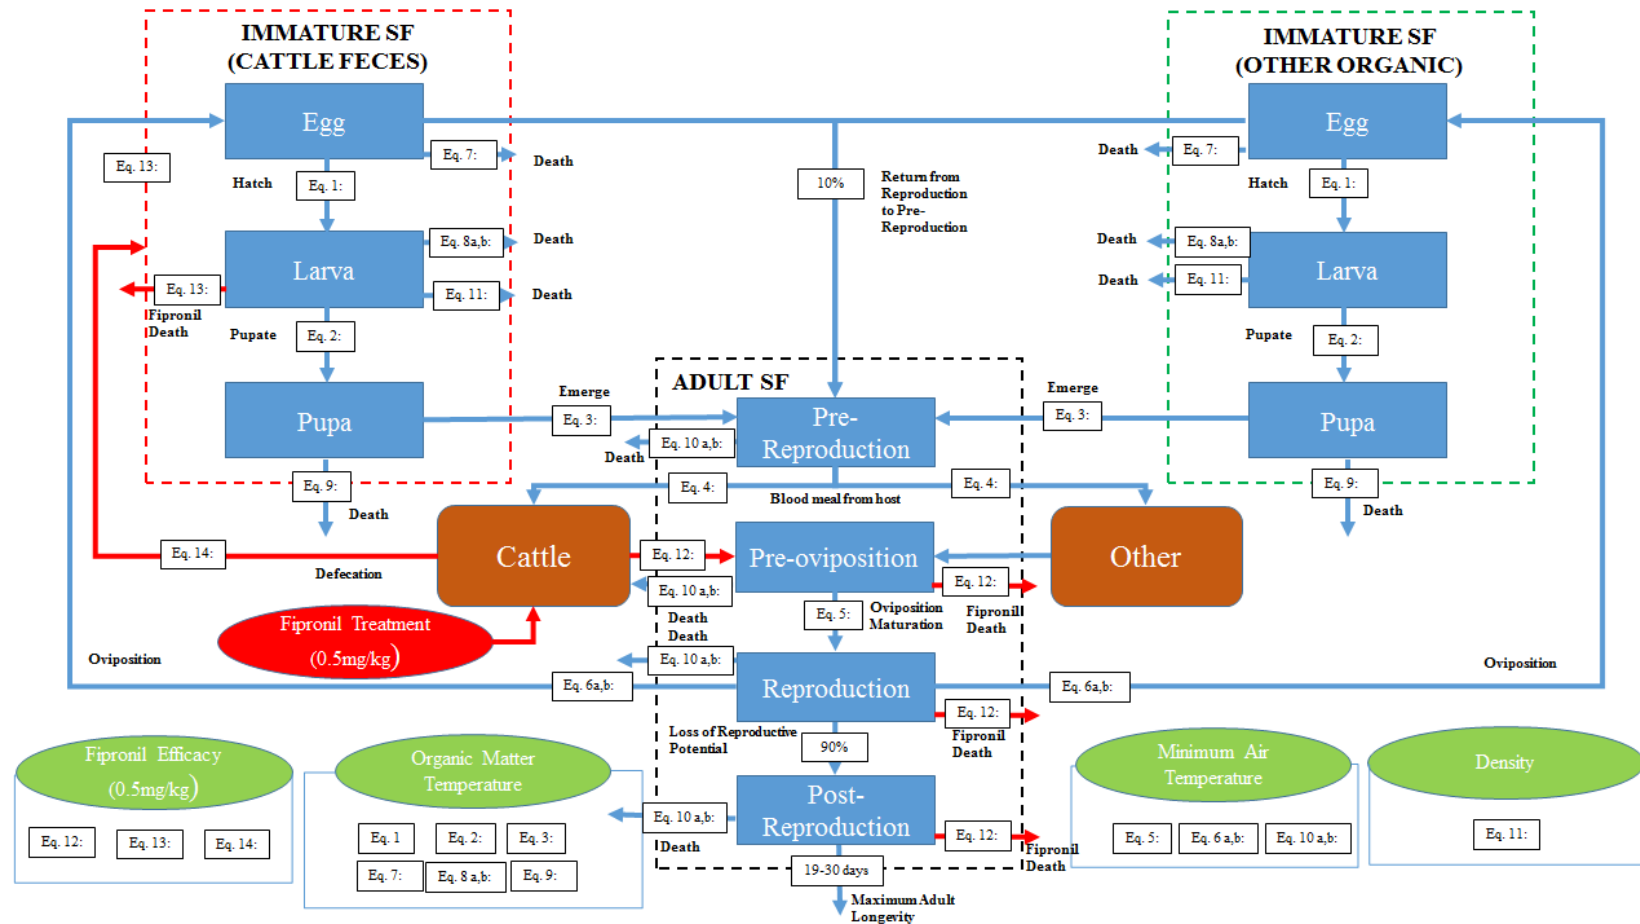 IMMATURE SF
(CATTLE FECES)
IMMATURE SF
(OTHER ORGANIC)
Egg
Egg
Eq. 13:
Eq. 7:
Death
Death
Eq. 7:
Hatch
Eq. 1:
10%
Return from
Reproduction
to Pre-
Reproduction
Hatch
Eq. 1:
Larva
Eq. 8a,b:
Death
Eq. 11:
Death
Eq. 13:
Fipronil
Death
Death
Eq. 8a,b:
Death
Eq. 11:
Larva
Pupate
Eq. 2:
Pupate
Eq. 2:
Pupa
Emerge
Eq. 3:
ADULT SF
Pre-
Reproduction
Emerge
Eq. 3:
Pupa
Eq. 10 a,b:
Death
Eq. 9:
Death
Eq. 4:
Blood meal from host
Eq. 4:
Eq. 9:
Death
Eq. 14:
Defecation
Cattle
Eq. 12:
Pre-oviposition
Other
Eq. 10 a,b:
Death
Death
Eq. 12:
Fipronil
Death
Eq. 5:
Oviposition
Maturation
Fipronil Treatment
(0.5mg/kg)
Oviposition
Eq. 10 a,b:
Eq. 6a,b:
Reproduction
Eq. 6a,b:
Oviposition
Eq. 12:
Fipronil
Death
Loss of Reproductive
Potential
90%
Post-
Reproduction
Eq. 10 a,b:
Death
Eq. 12:
Fipronil
Death
19-30 days
Maximum Adult
Longevity
Fipronil Efficacy
(0.5mg/kg)
Eq. 12:
Eq. 13:
Eq. 14:
Organic Matter
Temperature
Eq. 1
Eq. 2:
Eq. 3:
Eq. 7:
Eq. 8 a,b:
Eq. 9:
Minimum Air
Temperature
Eq. 5:
Eq. 6 a,b:
Eq. 10 a,b:
Density
Eq. 11: